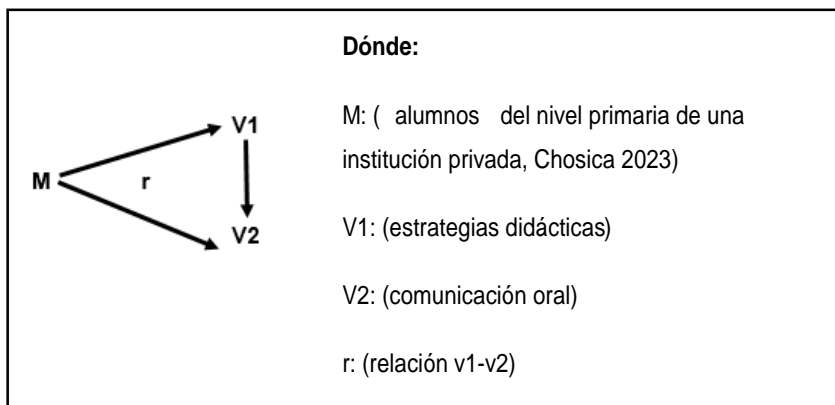 Dónde:
M: ( alumnos del nivel primaria de una
institución privada, Chosica 2023)
V1: (estrategias didácticas)
V2: (comunicación oral)
r: (relación v1-v2)
V1
M
r
V2